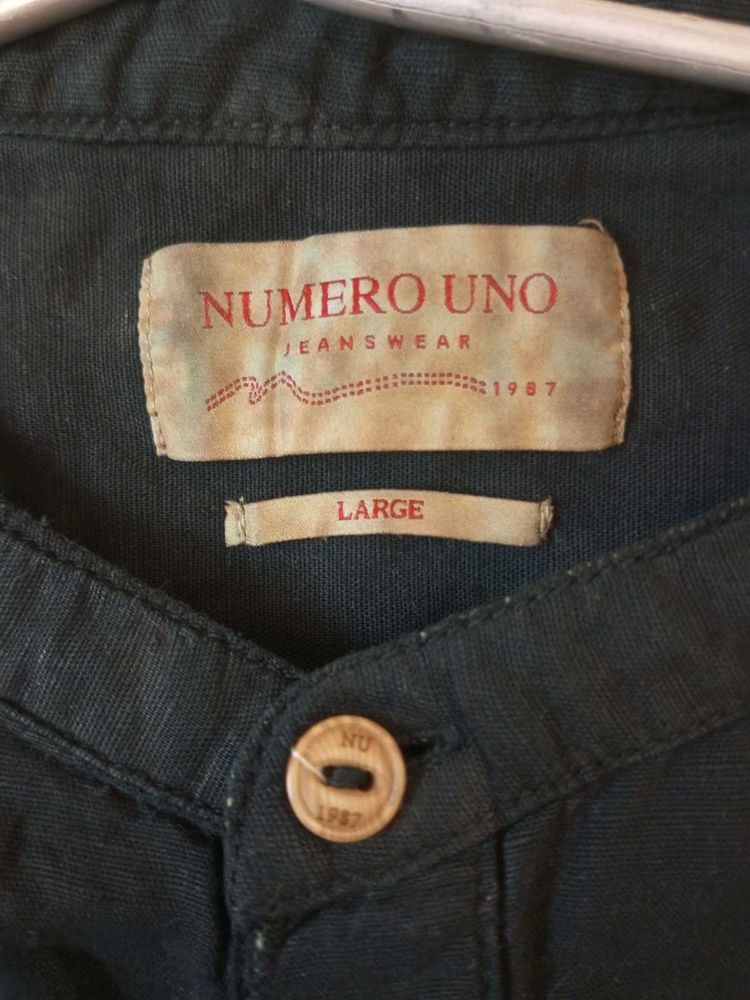 NUMERO UNO
JEANSWEAR
1987
LARGE
NU
1987